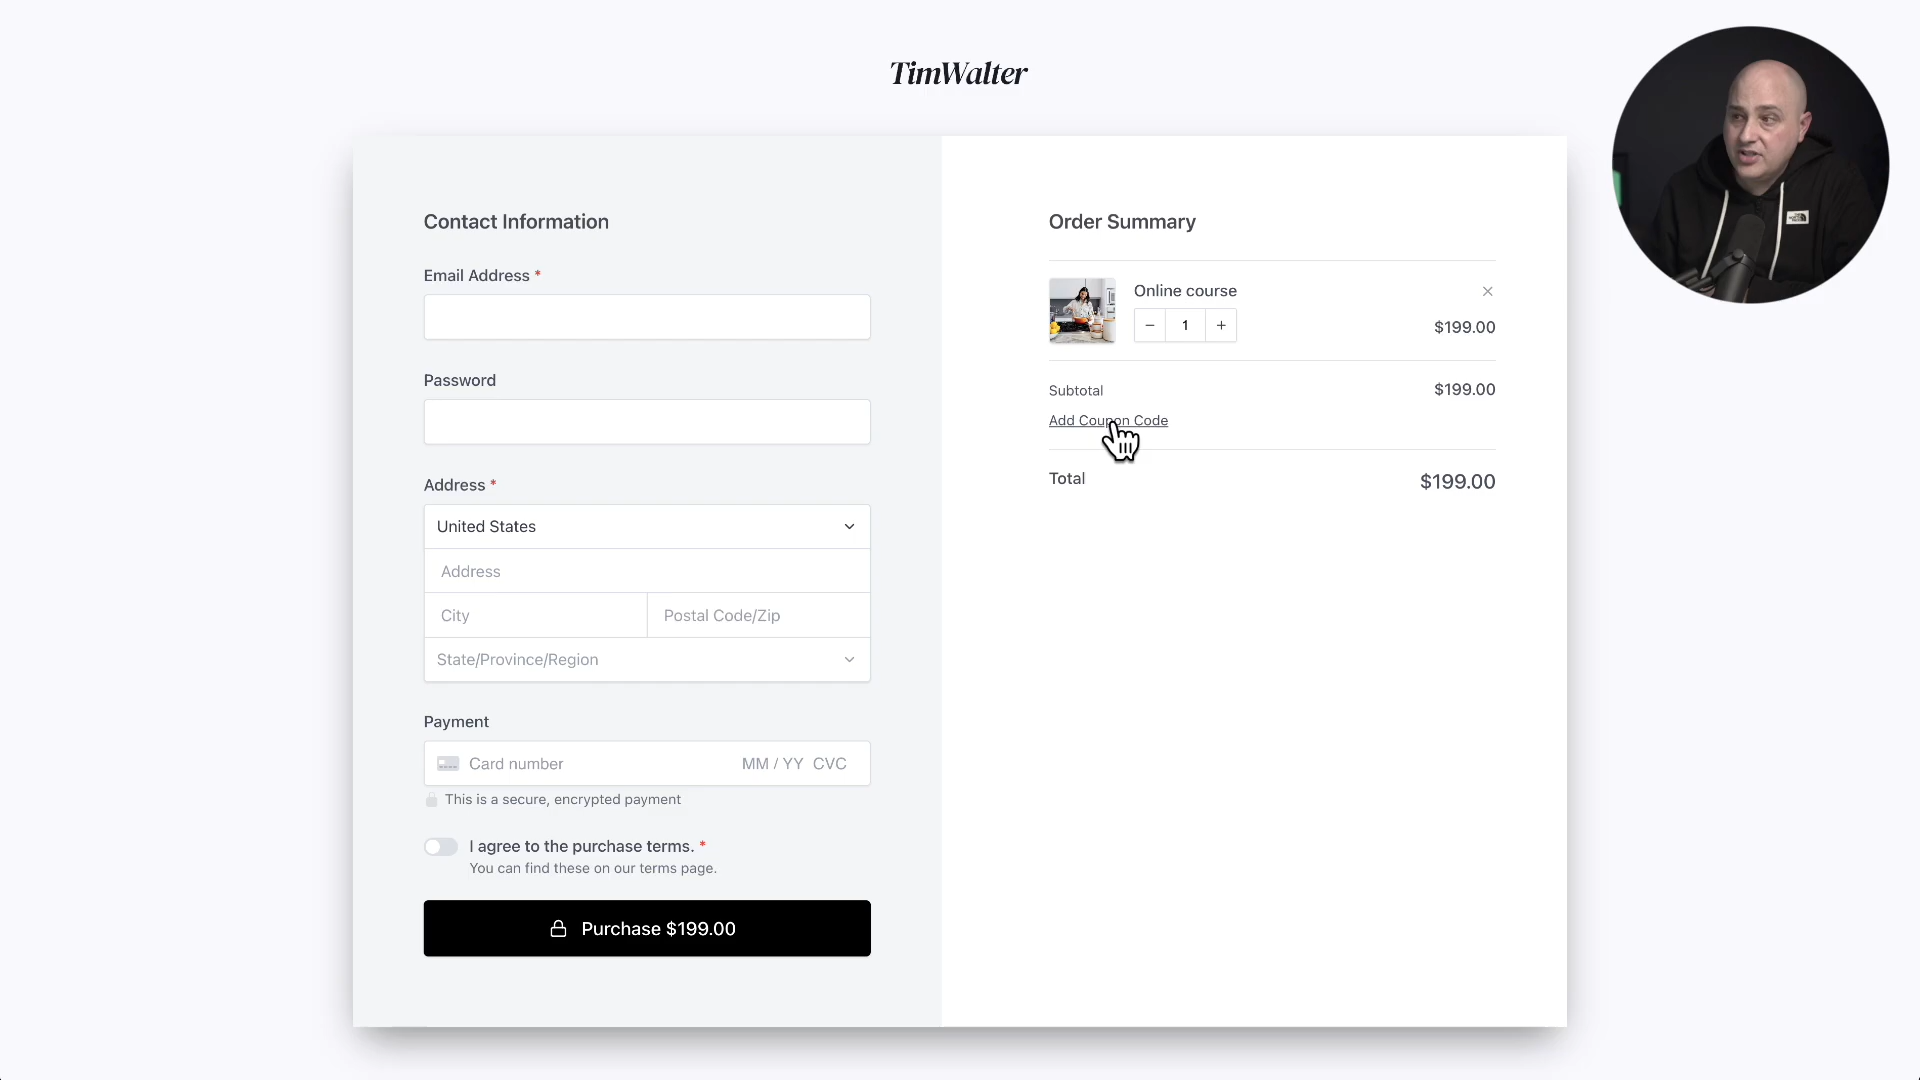 TimWalter
Contact Information
Email Address *
Password
Address *
United States
Address
City
Postal Code/Zip
State/Province/Region
Payment
Card number
MM / YY CVC
This is a secure, encrypted payment
I agree to the purchase terms. *
You can find these on our terms page.
Purchase $199.00
Order Summary
Online course
− 1 +
$199.00
Subtotal
$199.00
Add Coupon Code
Total
$199.00